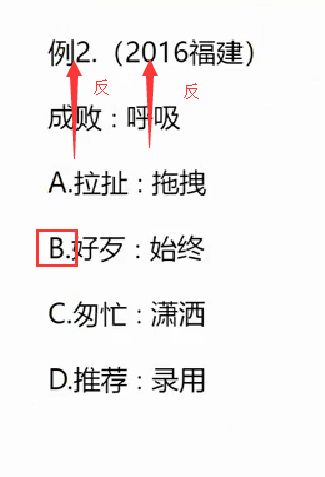 例2.（2016福建）
反 反
成败：呼吸
A.拉扯：拖拽
B.好歹：始终
C.匆忙：潇洒
D.推荐：录用